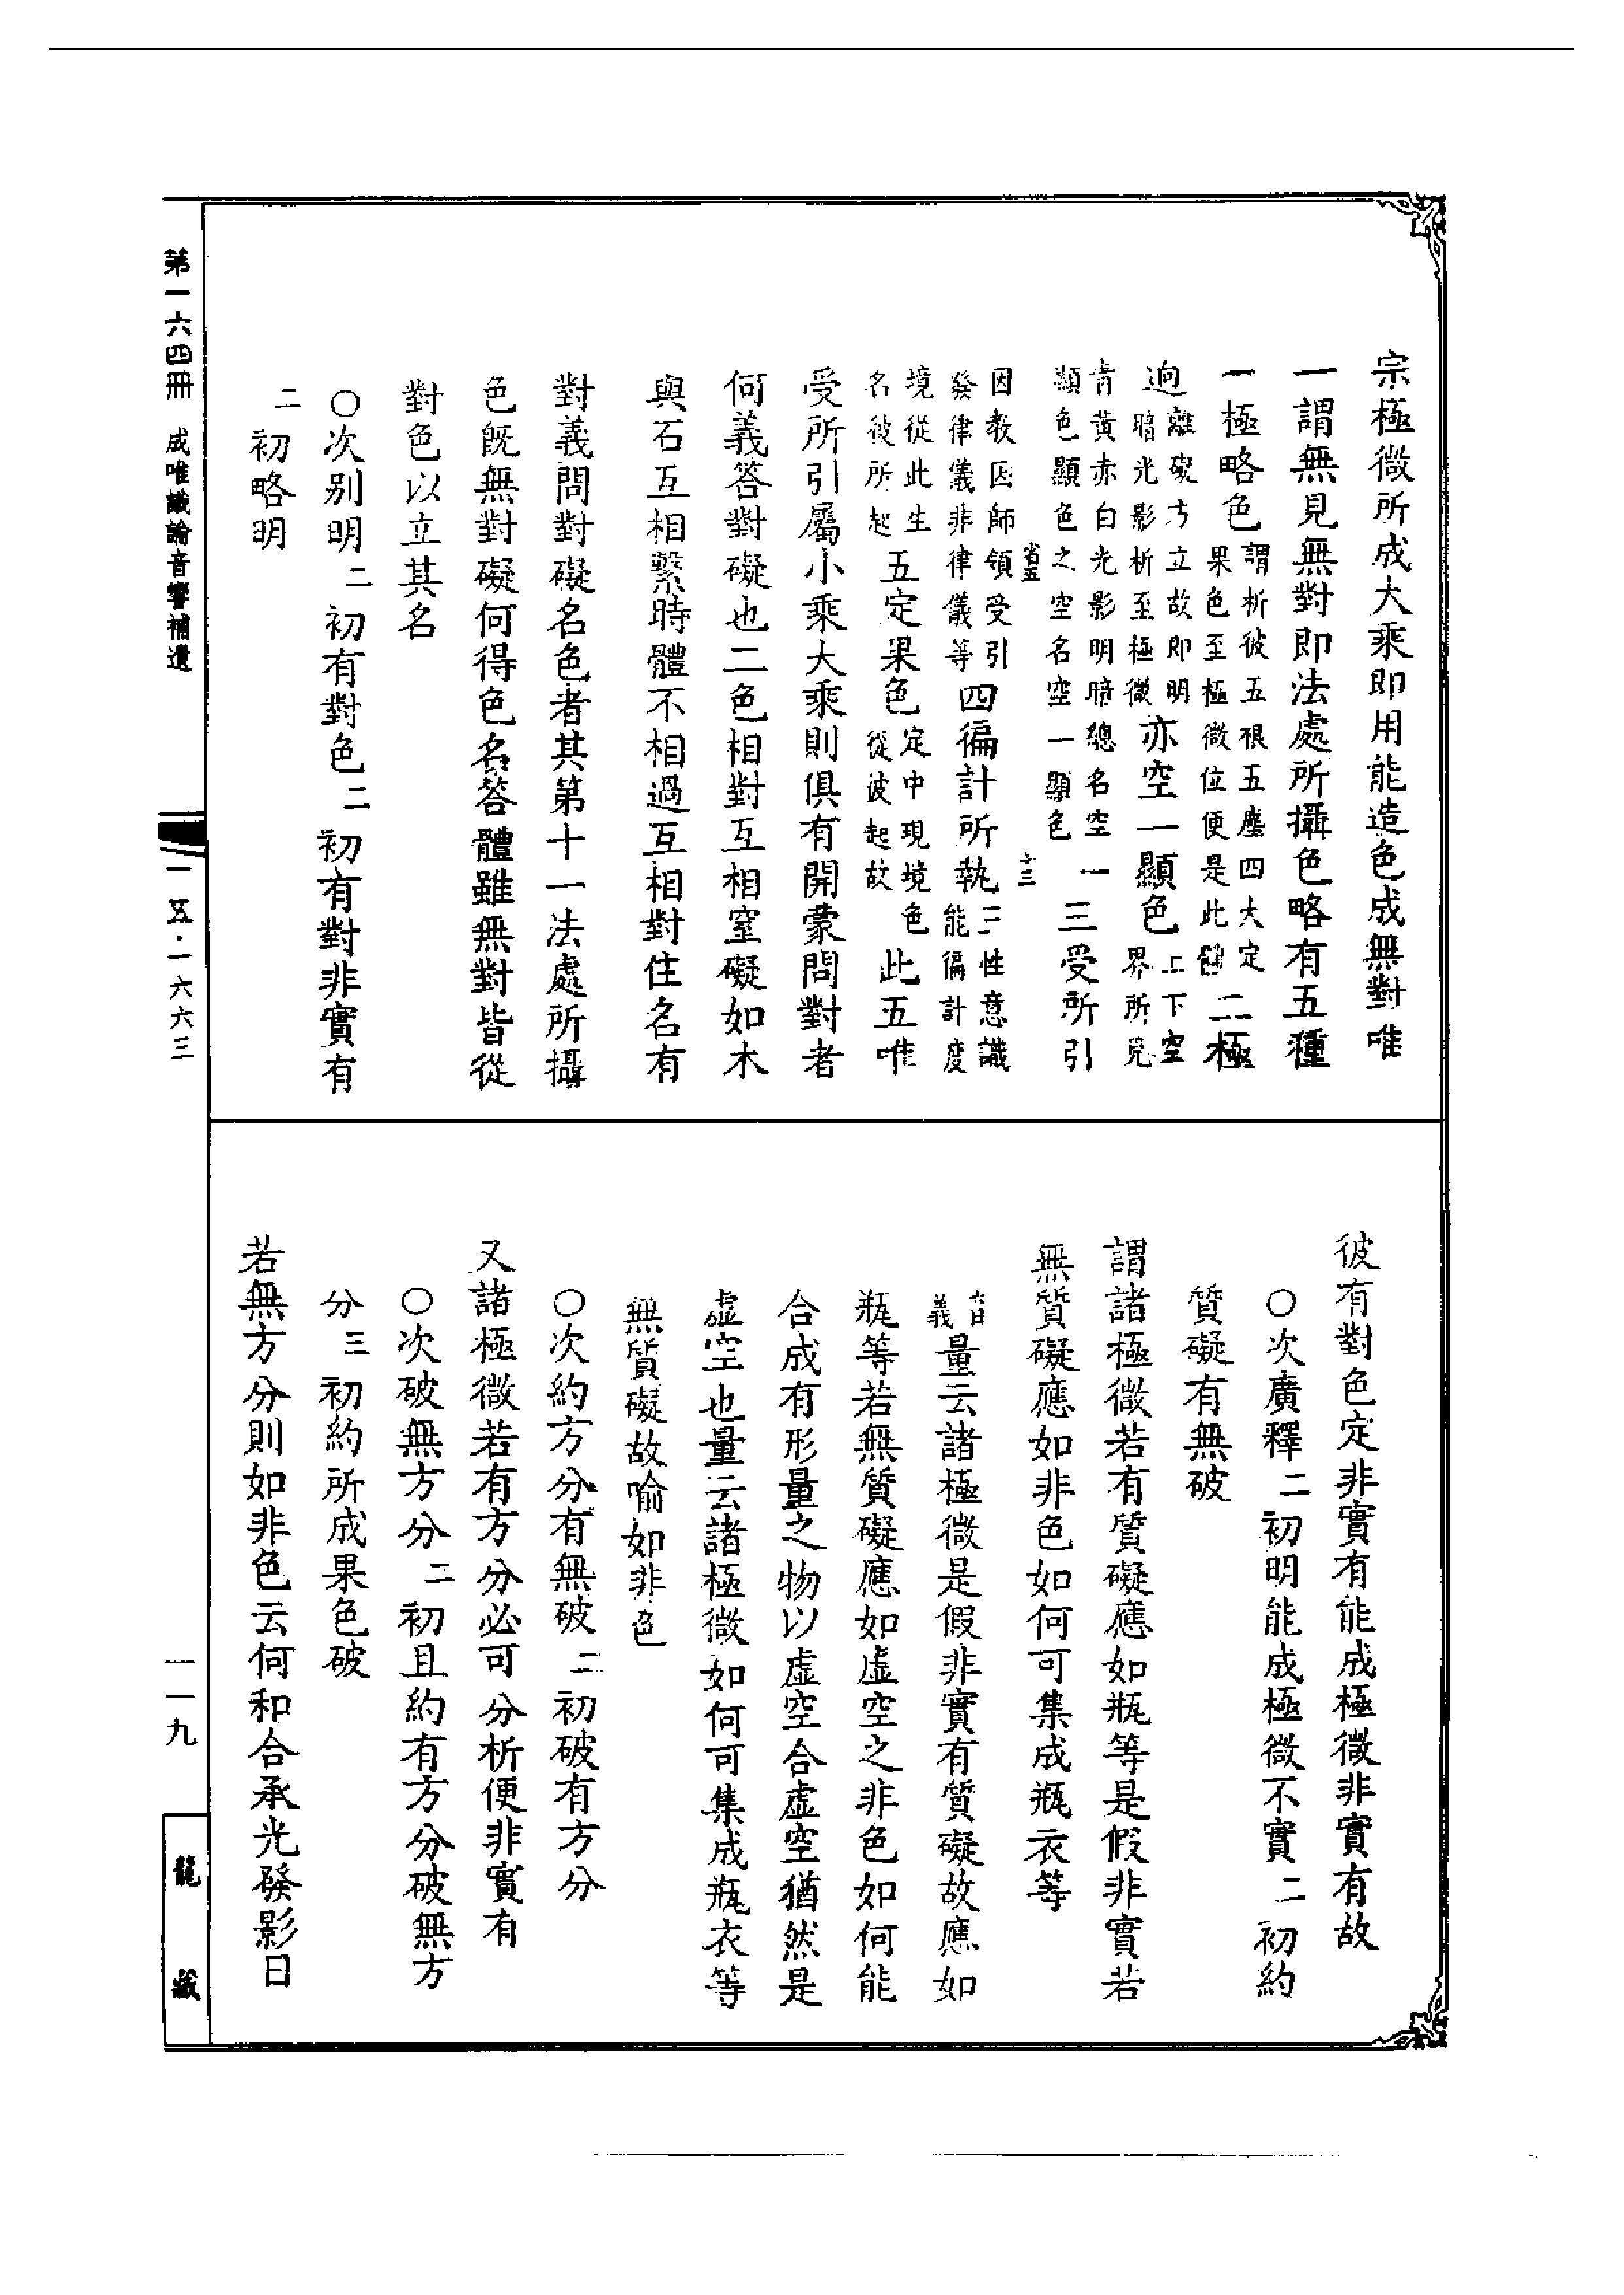 宗極微所成大乘即用能造色成無對唯
一謂無見無對即法處所攝色略有五種
一極略色謂析彼五根五塵四大定果色至極微位便是此體二極
逈離礙方立故即明暗光影析至極微亦空一顯色上下空界所見
青黃赤白光影明暗總名空一顯色顯色之空名空一顯色三受所引
因教因師領受引發律儀非律儀等四徧計所執三性意識能徧計度
境從此生名彼所起五定果色定中現境色從彼起故此五唯
受所引屬小乘大乘則俱有開蒙問對者
何義答對礙也二色相對互相窒礙如木
與石互相繫時體不相過互相對住名有
對義問對礙名色者其第十一法處所攝
色既無對礙何得色名答體雖無對皆從
對色以立其名
○次別明二初有對色二初有對非實有
二初略明
省五
十三
彼有對色定非實有能成極微非實有故
○次廣釋二初明能成極微不實二初約
質礙有無破
謂諸極微若有質礙應如瓶等是假非實若
無質礙應如非色如何可集成瓶衣等
義曰量云諸極微是假非實有質礙故應如
瓶等若無質礙應如虛空之非色如何能
合成有形量之物以虛空合虛空猶然是
虛空也量云諸極微如何可集成瓶衣等
無質礙故喻如非色
○次約方分有無破二初破有方分
又諸極微若有方分必可分析便非實有
○次破無方分二初且約有方分破無方
分三初約所成果色破
若無方分則如非色云何和合承光發影日
第一六四冊 成唯識論音響補遺
一一五·一六六三
一一九
龍藏